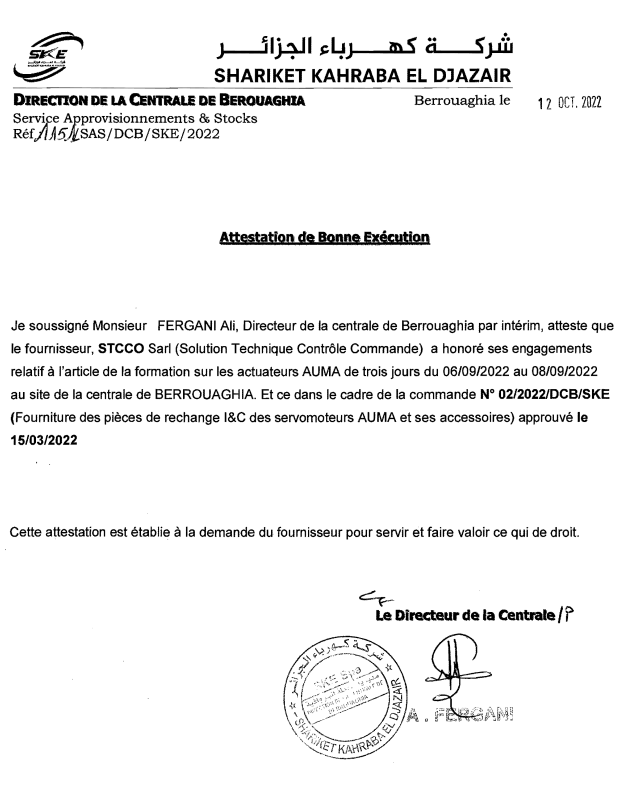 SKE
شركة كهرباء الجزائر
SHARIKET KAHRABA EL DJAZAIR
DIRECTION DE LA CENTRALE DE BEROUAGHIA
Berrouaghia le 12 OCT. 2022
Service Approvisionnements & Stocks
Réf SAS/DCB/SKE/2022
Attestation de Bonne Exécution
Je soussigné Monsieur FERGANI Ali, Directeur de la centrale de Berrouaghia par intérim, atteste que
le fournisseur, STCCO Sarl (Solution Technique Contrôle Commande) a honoré ses engagements
relatif à l'article de la formation sur les actuateurs AUMA de trois jours du 06/09/2022 au 08/09/2022
au site de la centrale de BERROUAGHIA. Et ce dans le cadre de la commande N° 02/2022/DCB/SKE
(Fourniture des pièces de rechange I&C des servomoteurs AUMA et ses accessoires) approuvé le
15/03/2022
Cette attestation est établie à la demande du fournisseur pour servir et faire valoir ce qui de droit.
Le Directeur de la Centrale/P
شركة كهرباء الجزائر
SKE Spa
SHARIKET KAHRABA EL DJAZAIR
A. FERGANI